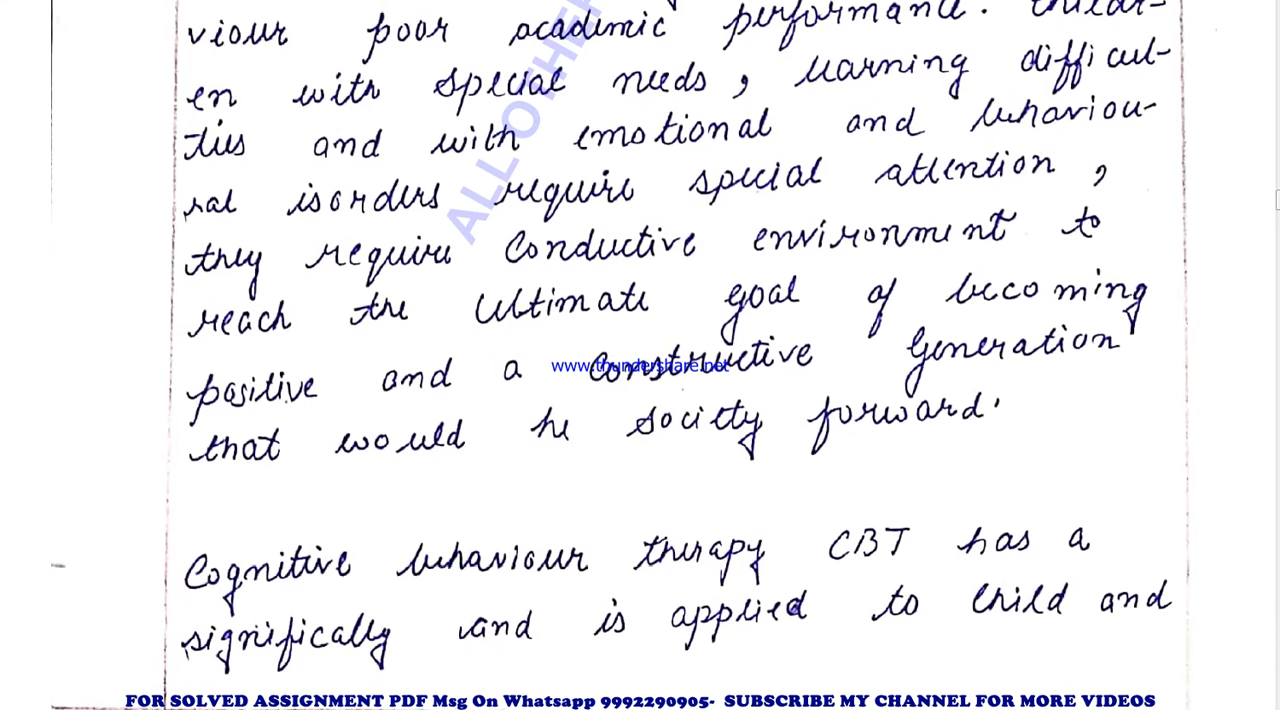 viour poor academic performance. Childr-
en with special needs, learning difficul-
ties and with emotional and behaviou-
ral isorders require special attention,
they require Conductive environment to
reach the ultimate goal of becoming
positive and a constructive Generation
www.thundershare.net
that would he society forward.
Cognitive behaviour therapy CBT has a
significally and is applied to child and
ALL OTHER
FOR SOLVED ASSIGNMENT PDF Msg On Whatsapp 9992290905- SUBSCRIBE MY CHANNEL FOR MORE VIDEOS